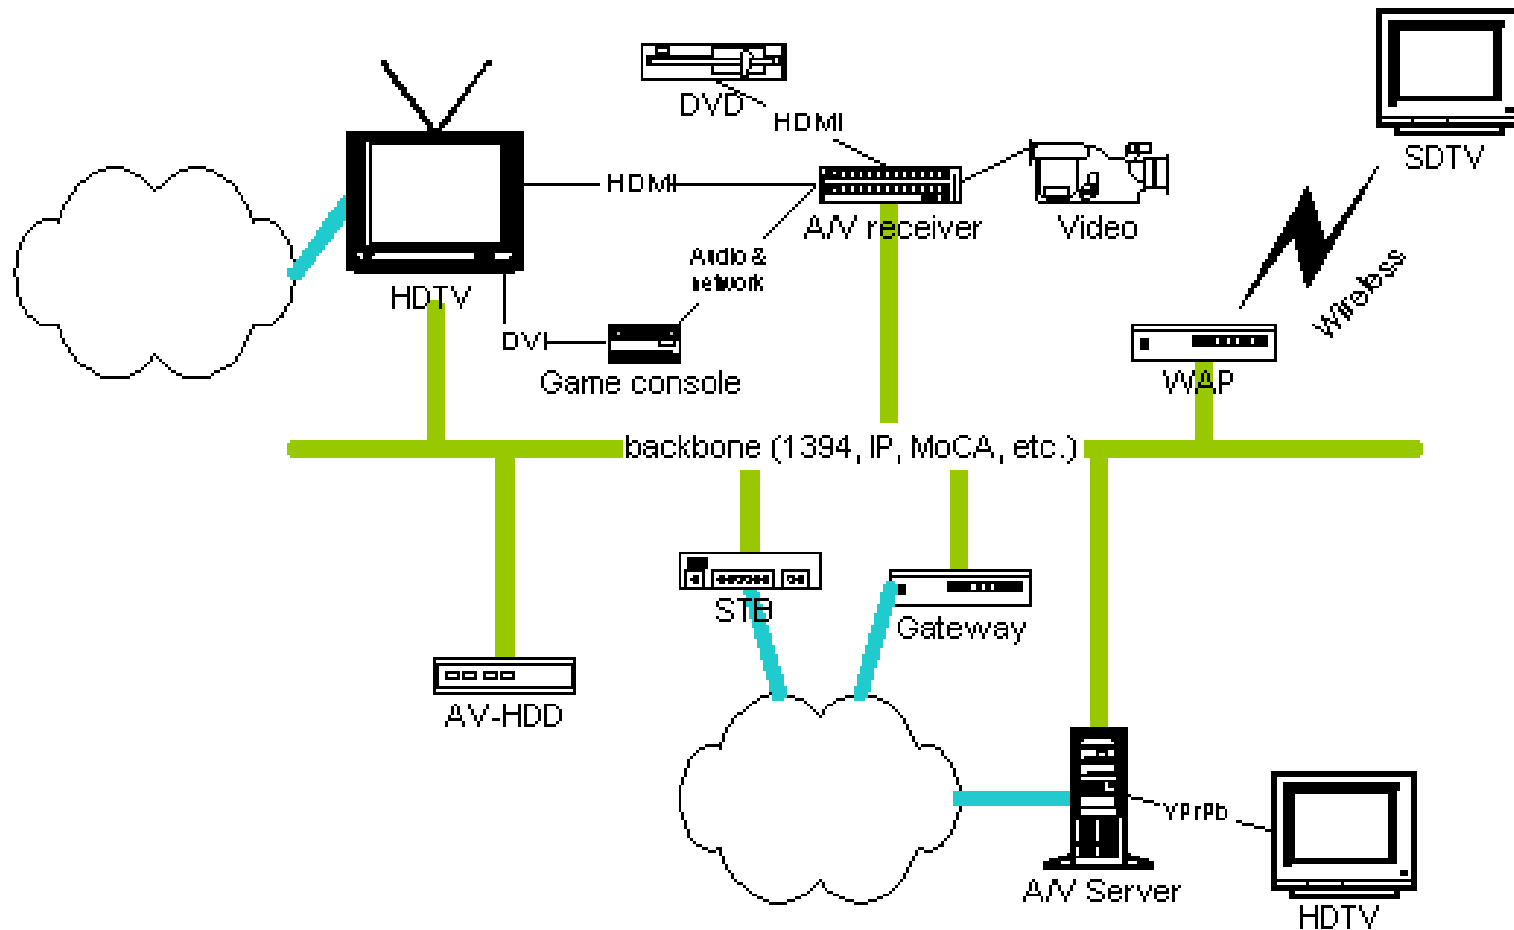 DVD
HDMI
SDTV
HDMI
A/V receiver
Video
Audio &
network
Wireless
HDTV
DVI
Game console
WAP
backbone (1394, IP, MoCA, etc.)
STB
Gateway
AV-HDD
YPrPb
A/V Server
HDTV